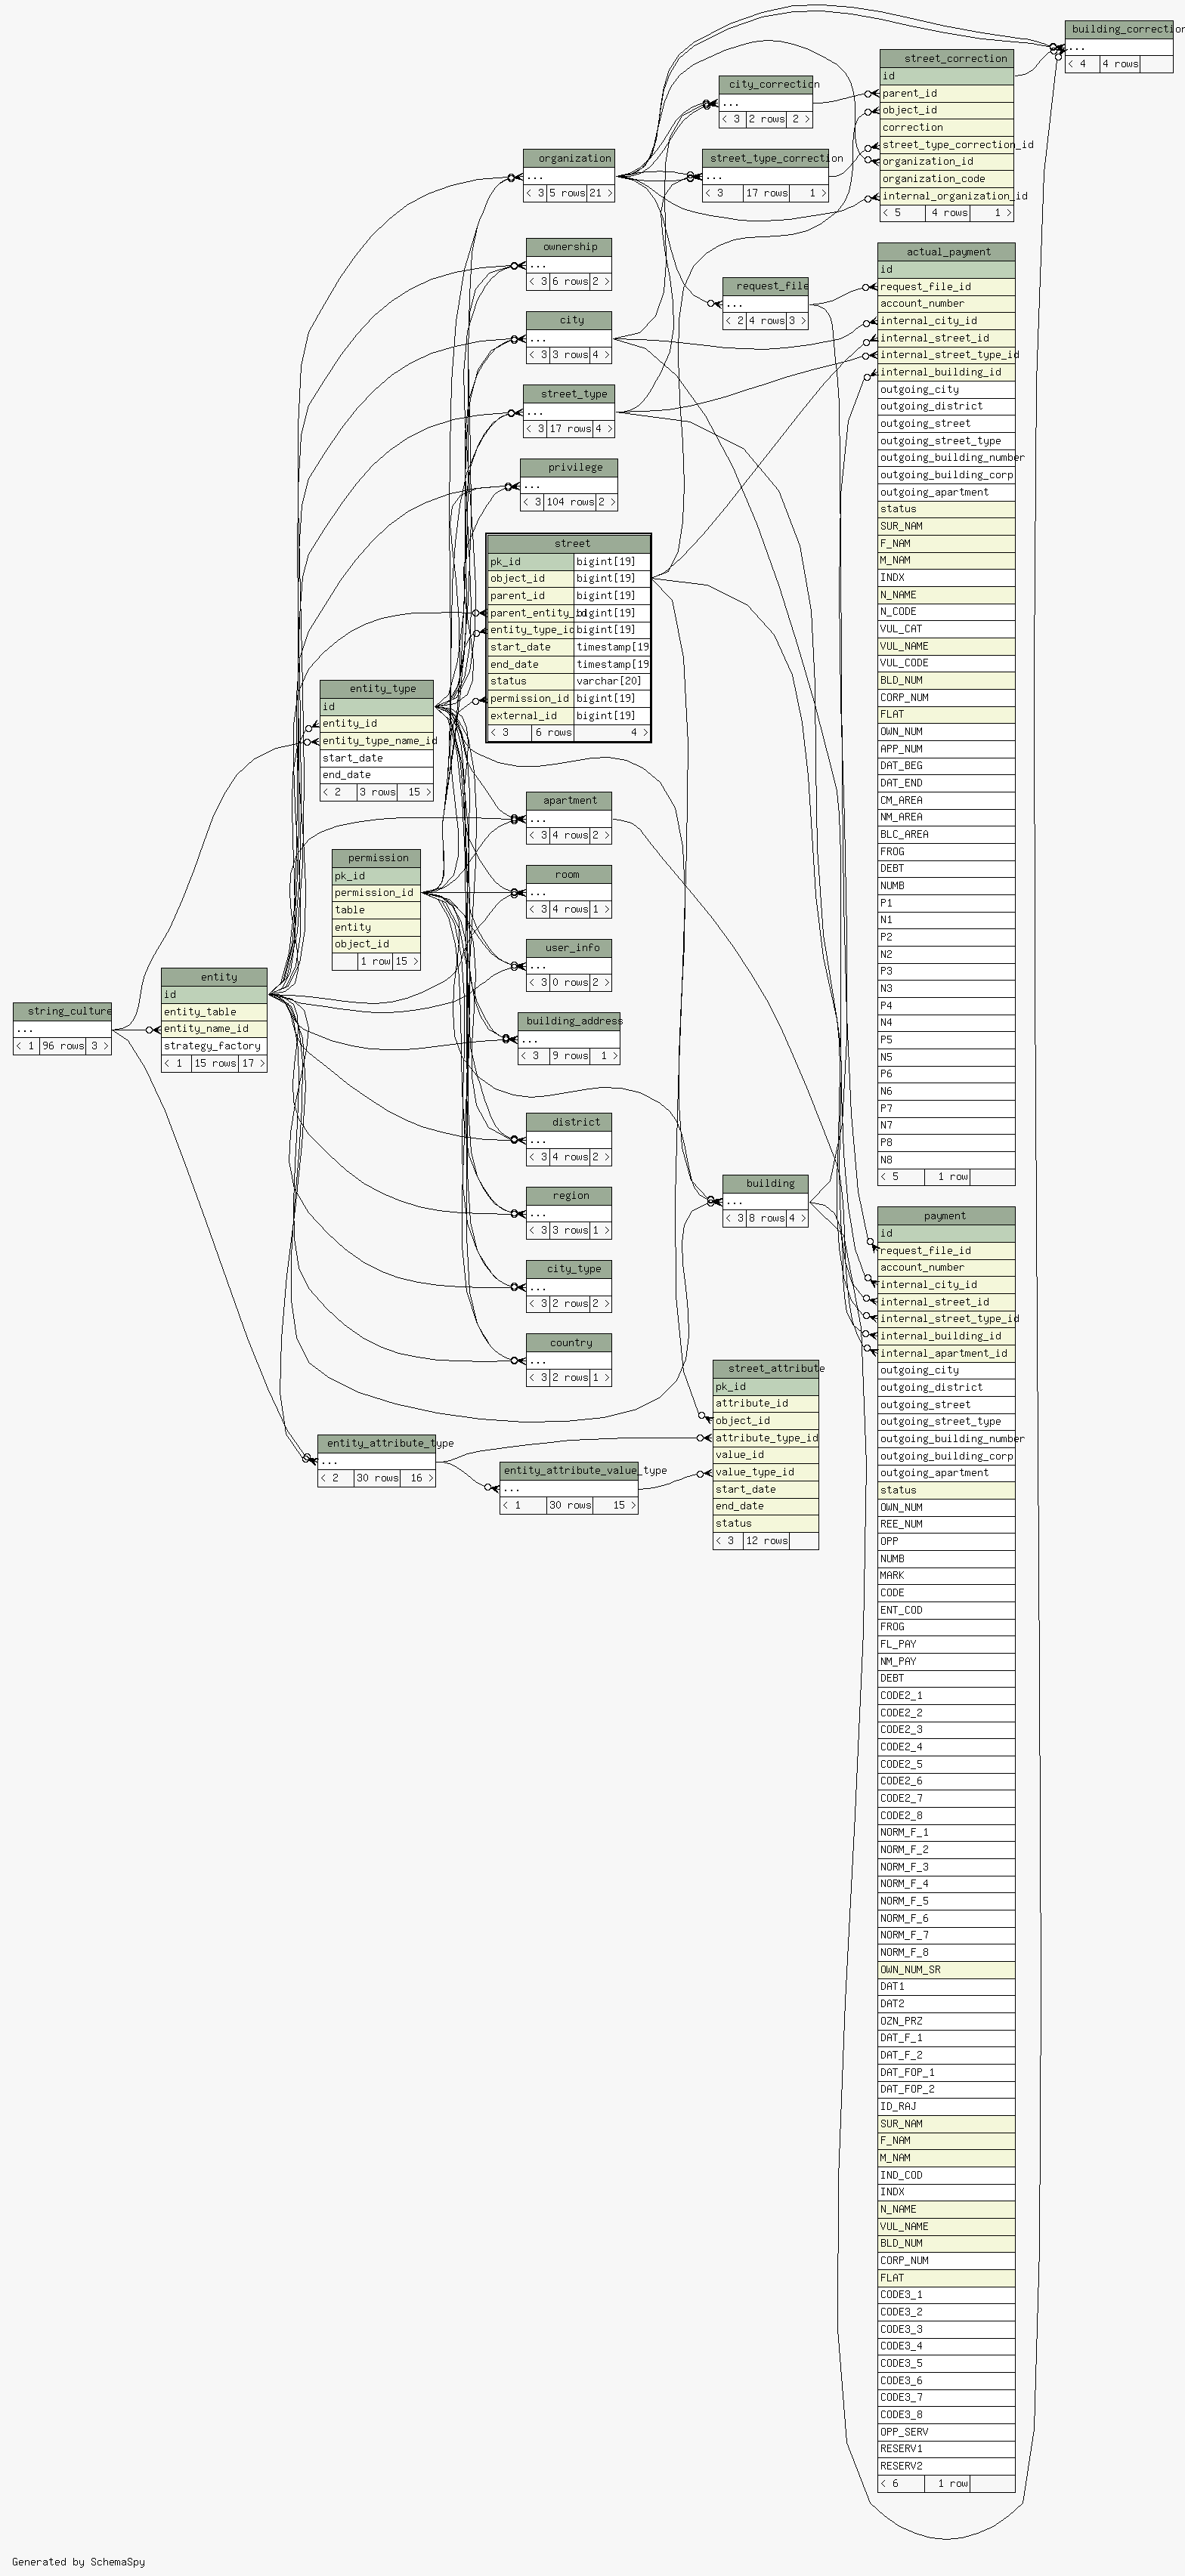 building_correction
...
< 4 4 rows
street_correction
id
parent_id
object_id
correction
street_type_correction_id
organization_id
organization_code
internal_organization_id
< 5 4 rows 1 >
city_correction
...
< 3 2 rows 2 >
street_type_correction
...
< 3 17 rows 1 >
organization
...
< 3 5 rows 21 >
ownership
...
< 3 6 rows 2 >
request_file
...
< 2 4 rows 3 >
city
...
< 3 3 rows 4 >
street_type
...
< 3 17 rows 4 >
privilege
...
< 3 104 rows 2 >
actual_payment
id
request_file_id
account_number
internal_city_id
internal_street_id
internal_street_type_id
internal_building_id
outgoing_city
outgoing_district
outgoing_street
outgoing_street_type
outgoing_building_number
outgoing_building_corp
outgoing_apartment
status
SUR_NAM
F_NAM
M_NAM
INDX
N_NAME
N_CODE
VUL_CAT
VUL_NAME
VUL_CODE
BLD_NUM
CORP_NUM
FLAT
OWN_NUM
APP_NUM
DAT_BEG
DAT_END
CM_AREA
NM_AREA
BLC_AREA
FROG
DEBT
NUMB
P1
N1
P2
N2
P3
N3
P4
N4
P5
N5
P6
N6
P7
N7
P8
N8
< 5 1 row
street
pk_id bigint[19]
object_id bigint[19]
parent_id bigint[19]
parent_entity_id bigint[19]
entity_type_id bigint[19]
start_date timestamp[19
end_date timestamp[19
status varchar[20]
permission_id bigint[19]
external_id bigint[19]
< 3 6 rows 4 >
entity_type
id
entity_id
entity_type_name_id
start_date
end_date
< 2 3 rows 15 >
permission
pk_id
permission_id
table
entity
object_id
1 row 15 >
entity
id
entity_table
entity_name_id
strategy_factory
< 1 15 rows 17 >
string_culture
...
< 1 96 rows 3 >
apartment
...
< 3 4 rows 2 >
room
...
< 3 4 rows 1 >
user_info
...
< 3 0 rows 2 >
building_address
...
< 3 9 rows 1 >
district
...
< 3 4 rows 2 >
region
...
< 3 3 rows 1 >
city_type
...
< 3 2 rows 2 >
country
...
< 3 2 rows 1 >
building
...
< 3 8 rows 4 >
entity_attribute_type
...
< 2 30 rows 16 >
entity_attribute_value_type
...
< 1 30 rows 15 >
street_attribute
pk_id
attribute_id
object_id
attribute_type_id
value_id
value_type_id
start_date
end_date
status
< 3 12 rows
payment
id
request_file_id
account_number
internal_city_id
internal_street_id
internal_street_type_id
internal_building_id
internal_apartment_id
outgoing_city
outgoing_district
outgoing_street
outgoing_street_type
outgoing_building_number
outgoing_building_corp
outgoing_apartment
status
OWN_NUM
REE_NUM
OPP
NUMB
MARK
CODE
ENT_COD
FROG
FL_PAY
NM_PAY
DEBT
CODE2_1
CODE2_2
CODE2_3
CODE2_4
CODE2_5
CODE2_6
CODE2_7
CODE2_8
NORM_F_1
NORM_F_2
NORM_F_3
NORM_F_4
NORM_F_5
NORM_F_6
NORM_F_7
NORM_F_8
OWN_NUM_SR
DAT1
DAT2
OZN_PRZ
DAT_F_1
DAT_F_2
DAT_FOP_1
DAT_FOP_2
ID_RAJ
SUR_NAM
F_NAM
M_NAM
IND_COD
INDX
N_NAME
VUL_NAME
BLD_NUM
CORP_NUM
FLAT
CODE3_1
CODE3_2
CODE3_3
CODE3_4
CODE3_5
CODE3_6
CODE3_7
CODE3_8
OPP_SERV
RESERV1
RESERV2
< 6 1 row
Generated by SchemaSpy